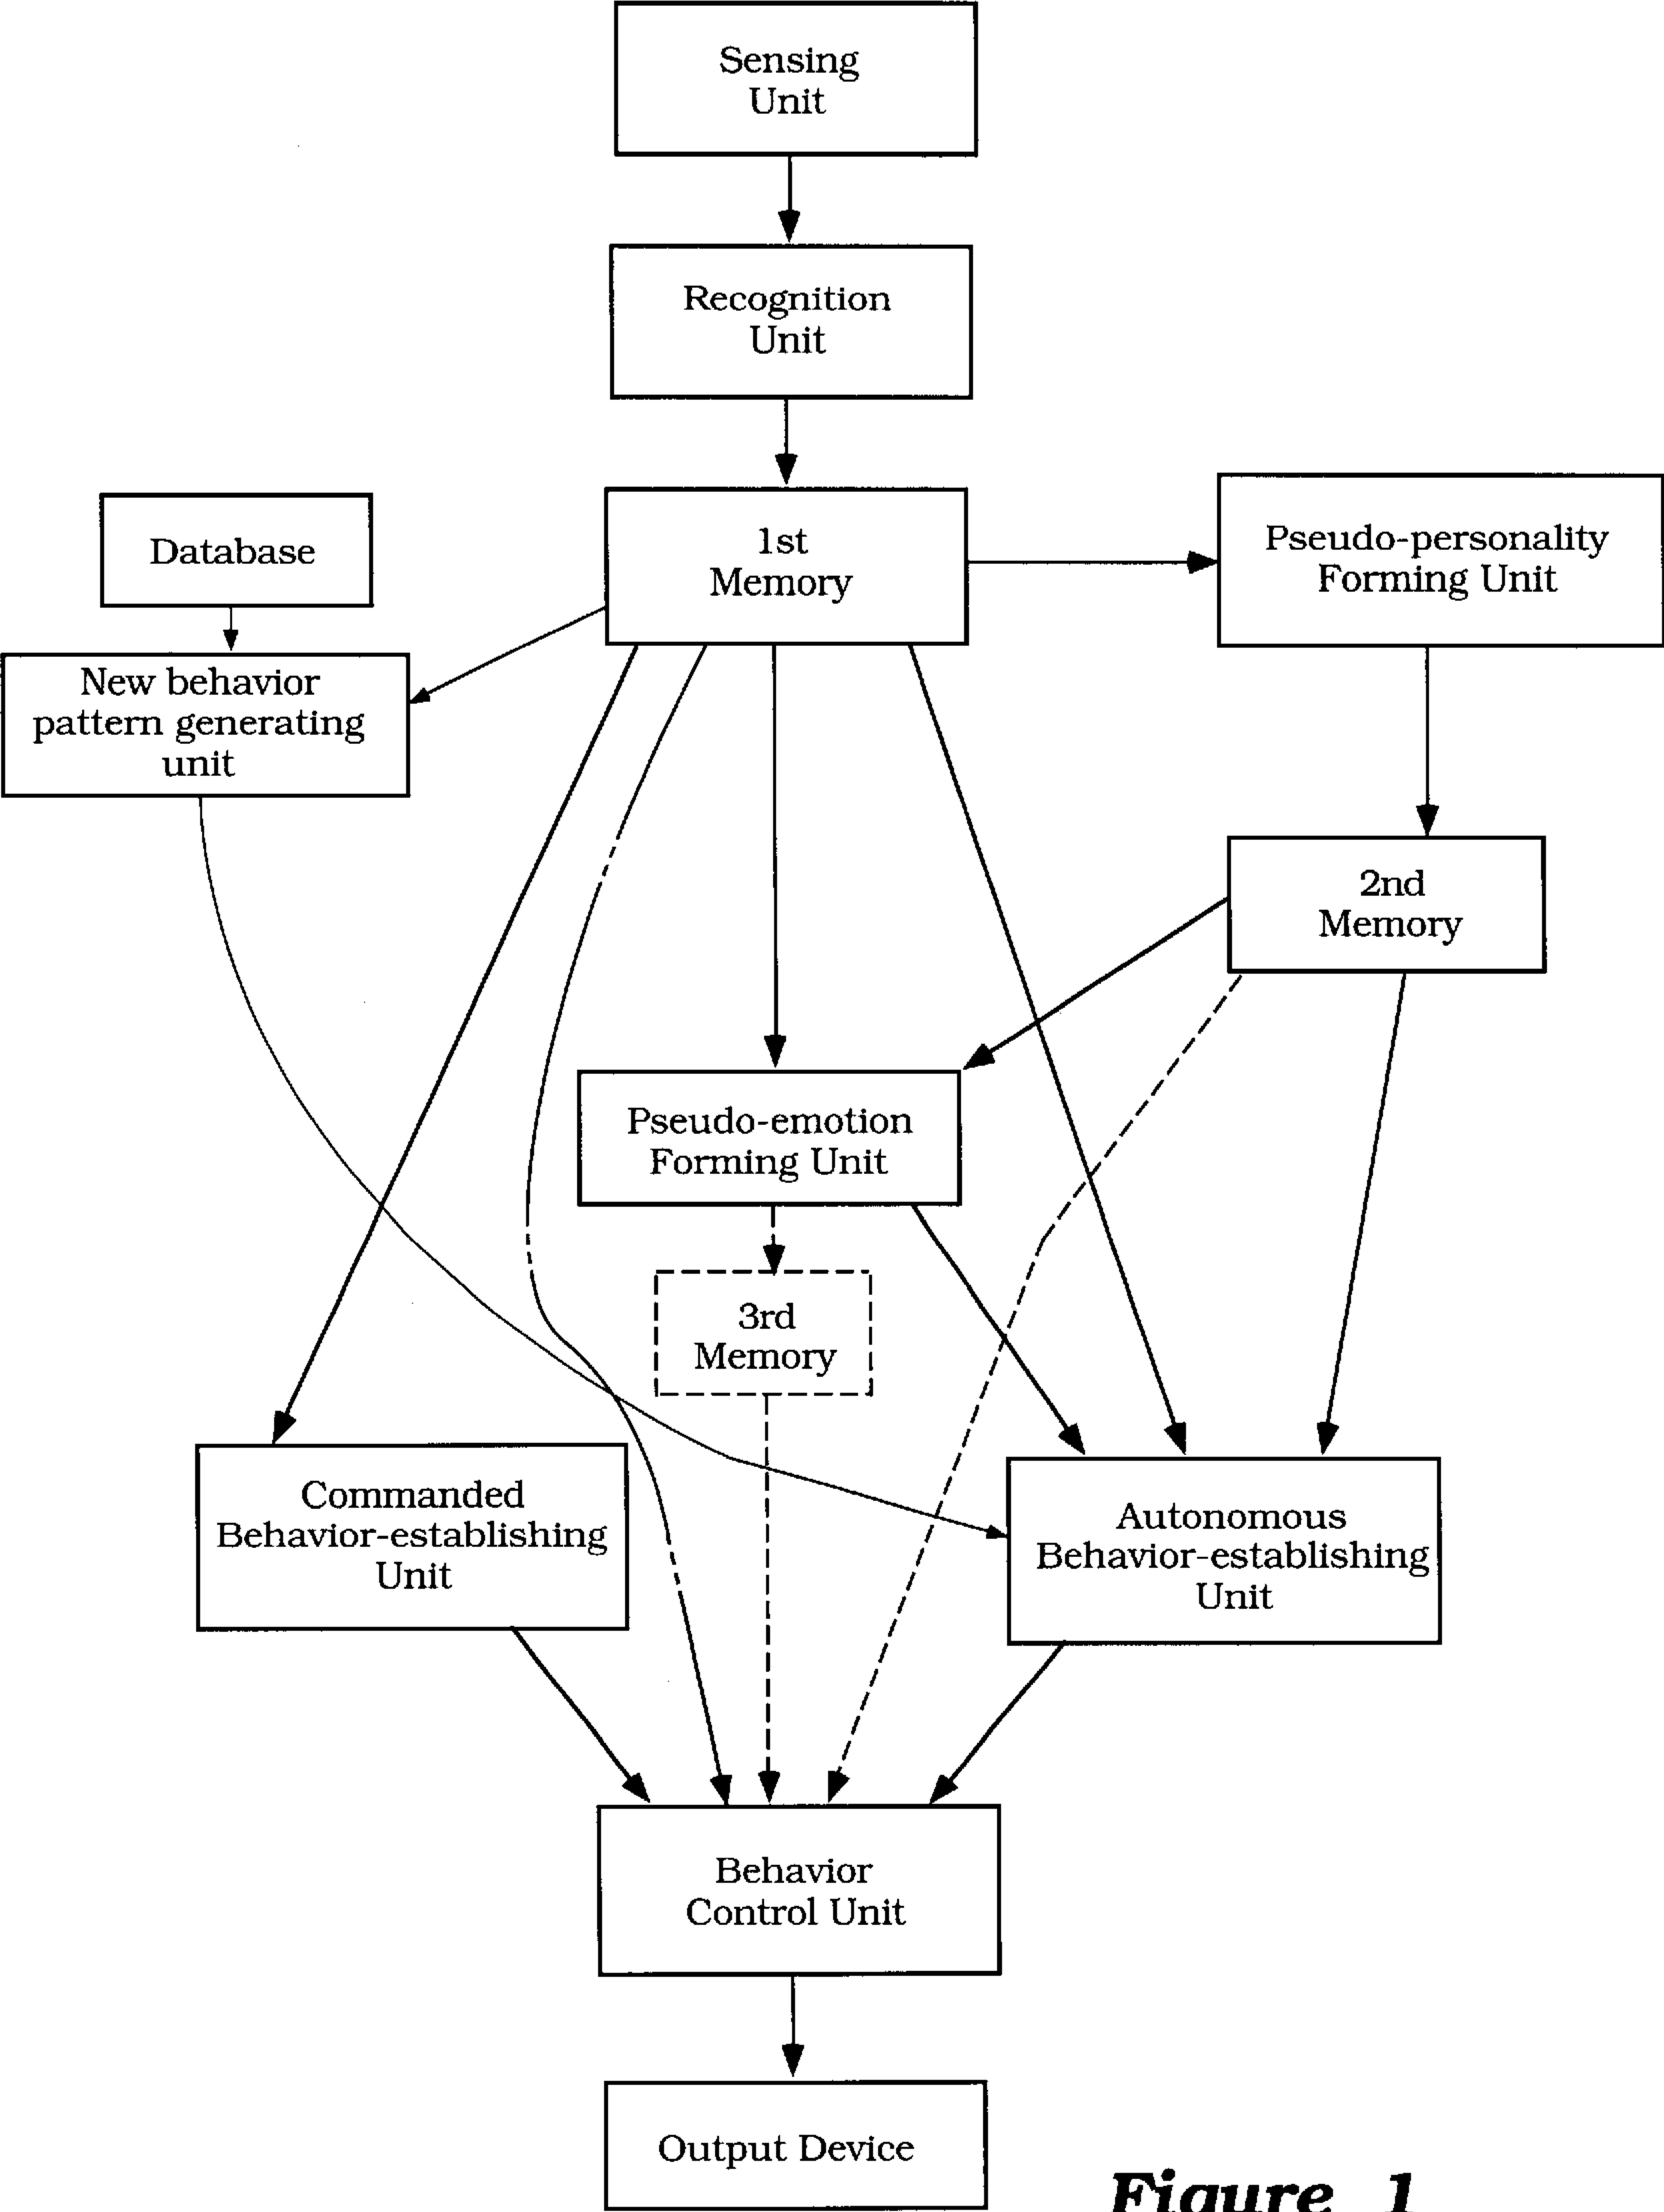 Sensing
Unit
Recognition
Unit
1st
Memory
Database
Pseudo-personality
Forming Unit
New behavior
pattern generating
unit
2nd
Memory
Pseudo-emotion
Forming Unit
3rd
Memory
Commanded
Behavior-establishing
Unit
Autonomous
Behavior-establishing
Unit
Behavior
Control Unit
Output Device
Figure 1